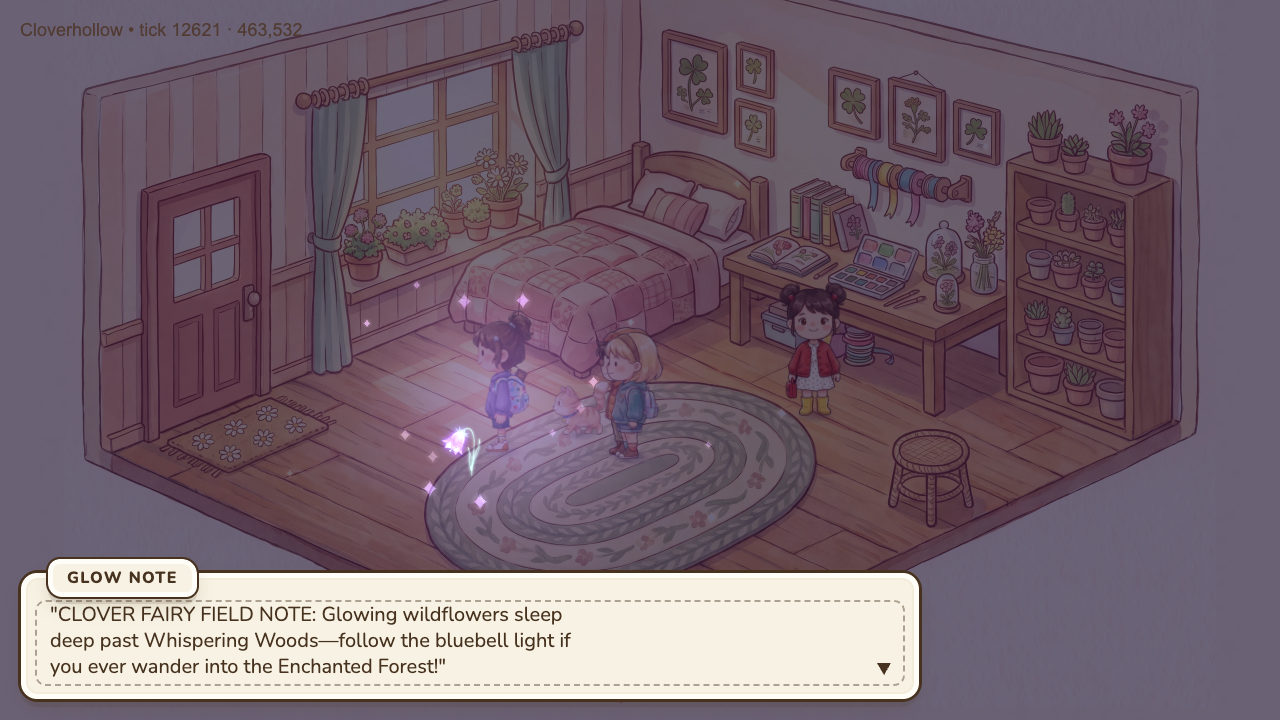 Cloverhollow • tick 12621 · 463,532
GLOW NOTE
"CLOVER FAIRY FIELD NOTE: Glowing wildflowers sleep
deep past Whispering Woods—follow the bluebell light if
you ever wander into the Enchanted Forest!"